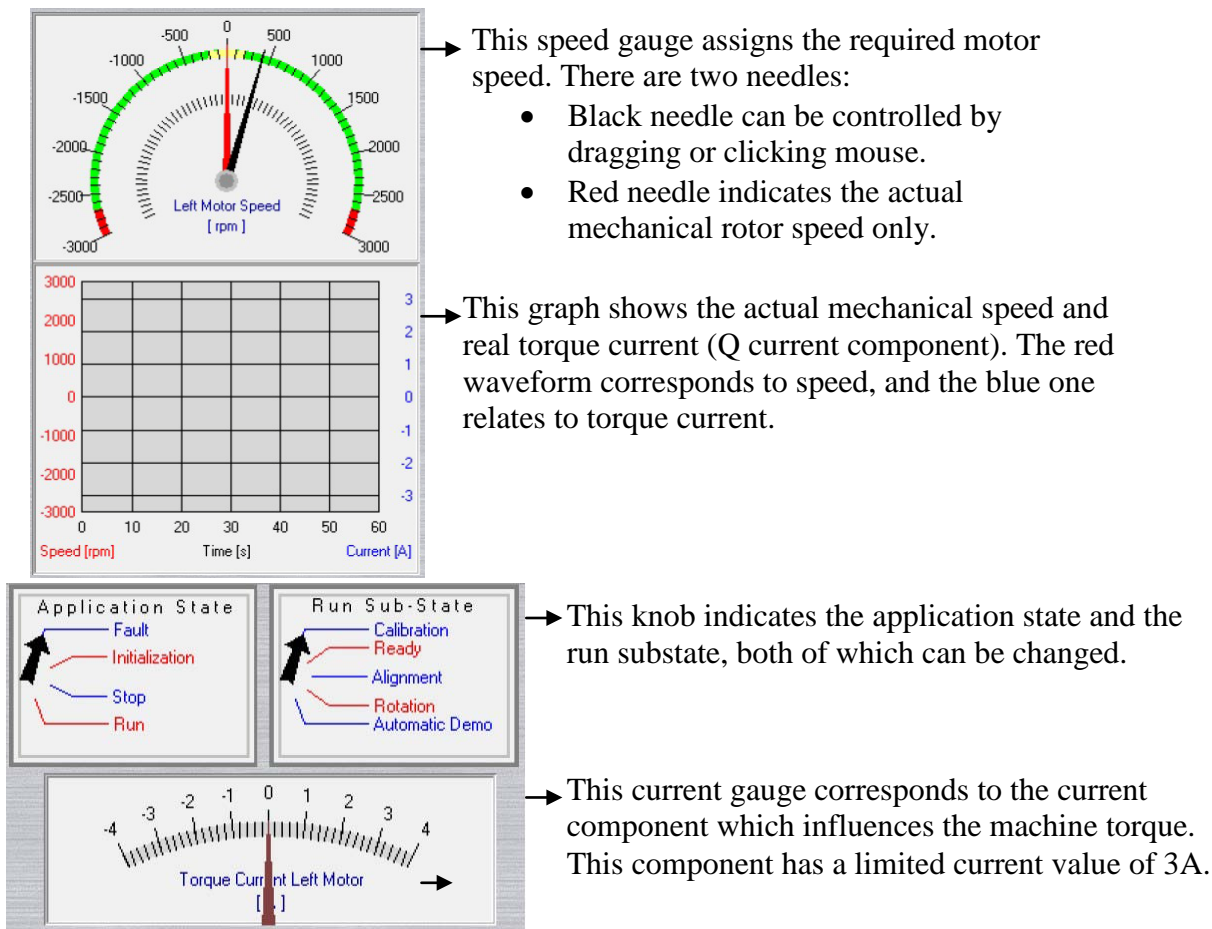 -500 0 500
-1000 1000
-1500 1500
-2000 2000
-2500 2500
-3000 3000
Left Motor Speed
[ rpm ]
This speed gauge assigns the required motor
speed. There are two needles:
• Black needle can be controlled by
dragging or clicking mouse.
• Red needle indicates the actual
mechanical rotor speed only.
3000
2000
1000
0
-1000
-2000
-3000
3
2
1
0
-1
-2
-3
0 10 20 30 40 50 60
Speed [rpm] Time [s] Current [A]
This graph shows the actual mechanical speed and
real torque current (Q current component). The red
waveform corresponds to speed, and the blue one
relates to torque current.
Application State
Fault
Initialization
Stop
Run
Run Sub-State
Calibration
Ready
Alignment
Rotation
Automatic Demo
This knob indicates the application state and the
run substate, both of which can be changed.
-4 -3 -2 -1 0 1 2 3 4
Torque Current Left Motor
This current gauge corresponds to the current
component which influences the machine torque.
This component has a limited current value of 3A.